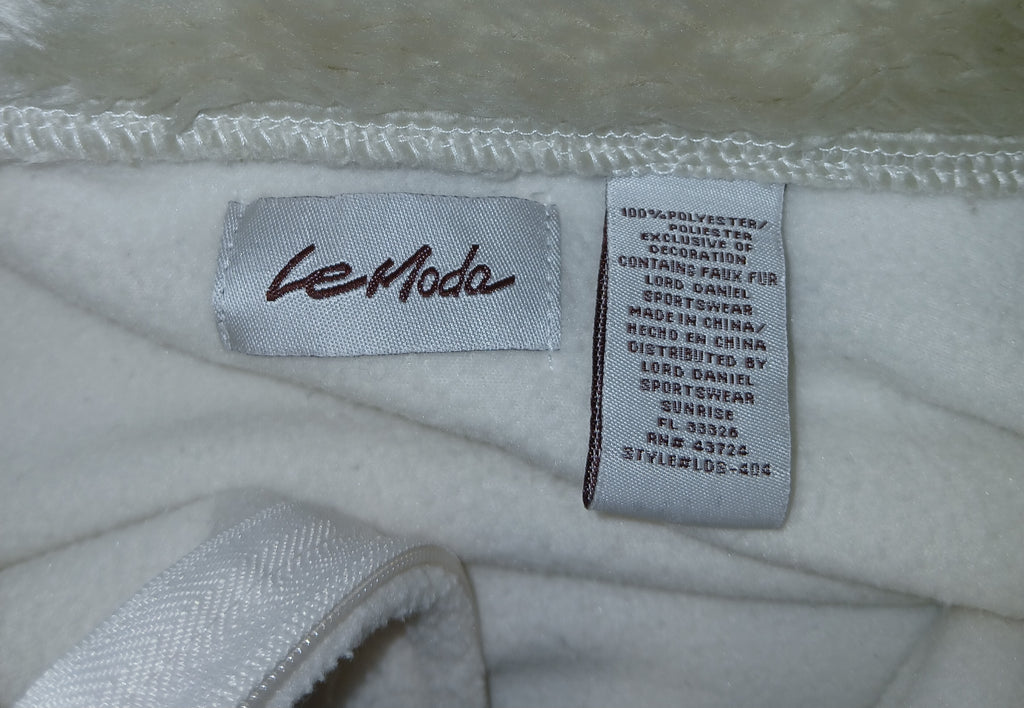 Le Moda
100% POLYESTER/
POLIESTER
EXCLUSIVE OF
DECORATION
CONTAINS FAUX FUR
LORD DANIEL
SPORTSWEAR
MADE IN CHINA/
HECHO EN CHINA
DISTRIBUTED BY
LORD DANIEL
SPORTSWEAR
SUNRISE
FL 33326
RN# 43724
STYLE#LDS-404